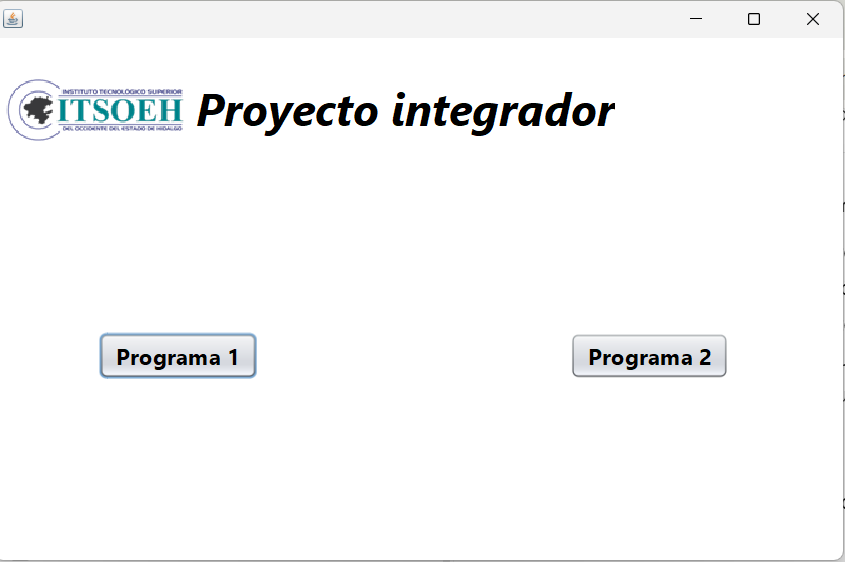 INSTITUTO TECNOLÓGICO SUPERIOR
ITSOEH
DEL OCCIDENTE DEL ESTADO DE HIDALGO
Proyecto integrador
Programa 1
Programa 2